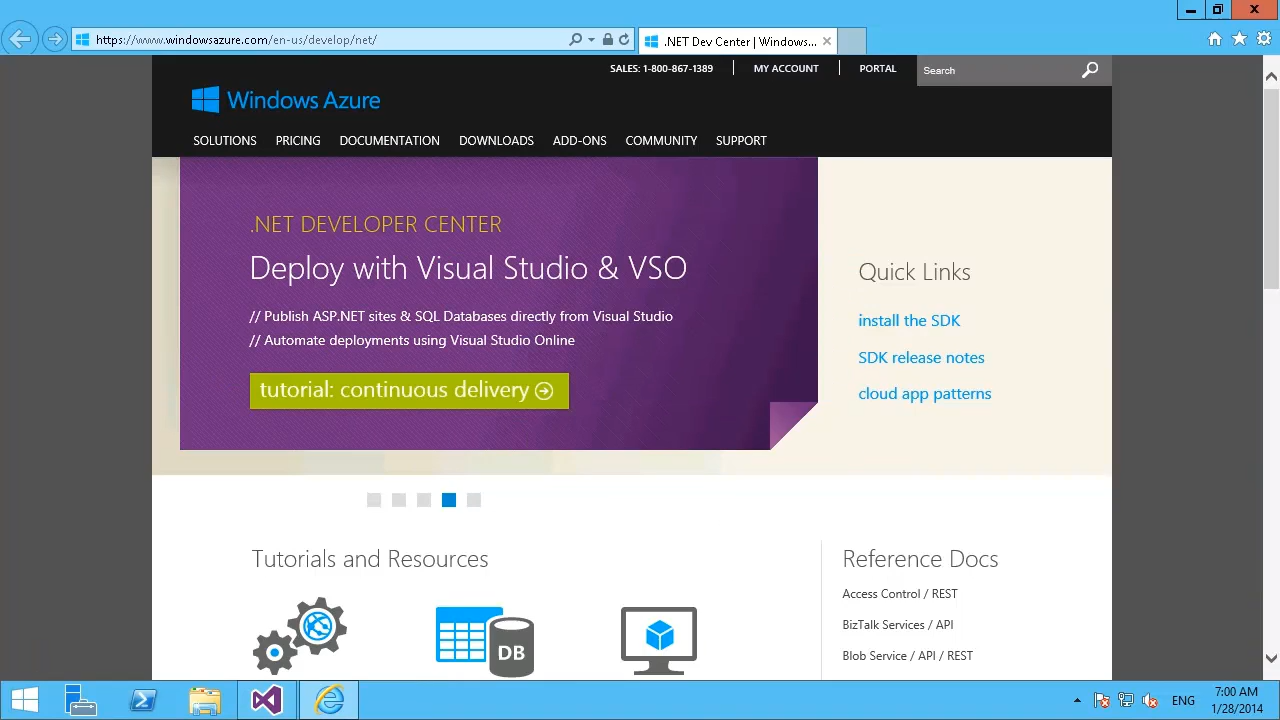 https://www.windowsazure.com/en-us/develop/net/
.NET Dev Center | Windows...
SALES: 1-800-867-1389
MY ACCOUNT
PORTAL
Search
Windows Azure
SOLUTIONS PRICING DOCUMENTATION DOWNLOADS ADD-ONS COMMUNITY SUPPORT
.NET DEVELOPER CENTER
Deploy with Visual Studio & VSO
// Publish ASP.NET sites & SQL Databases directly from Visual Studio
// Automate deployments using Visual Studio Online
tutorial: continuous delivery
Quick Links
install the SDK
SDK release notes
cloud app patterns
Tutorials and Resources
DB
Reference Docs
Access Control / REST
BizTalk Services / API
Blob Service / API / REST
ENG
7:00 AM
1/28/2014